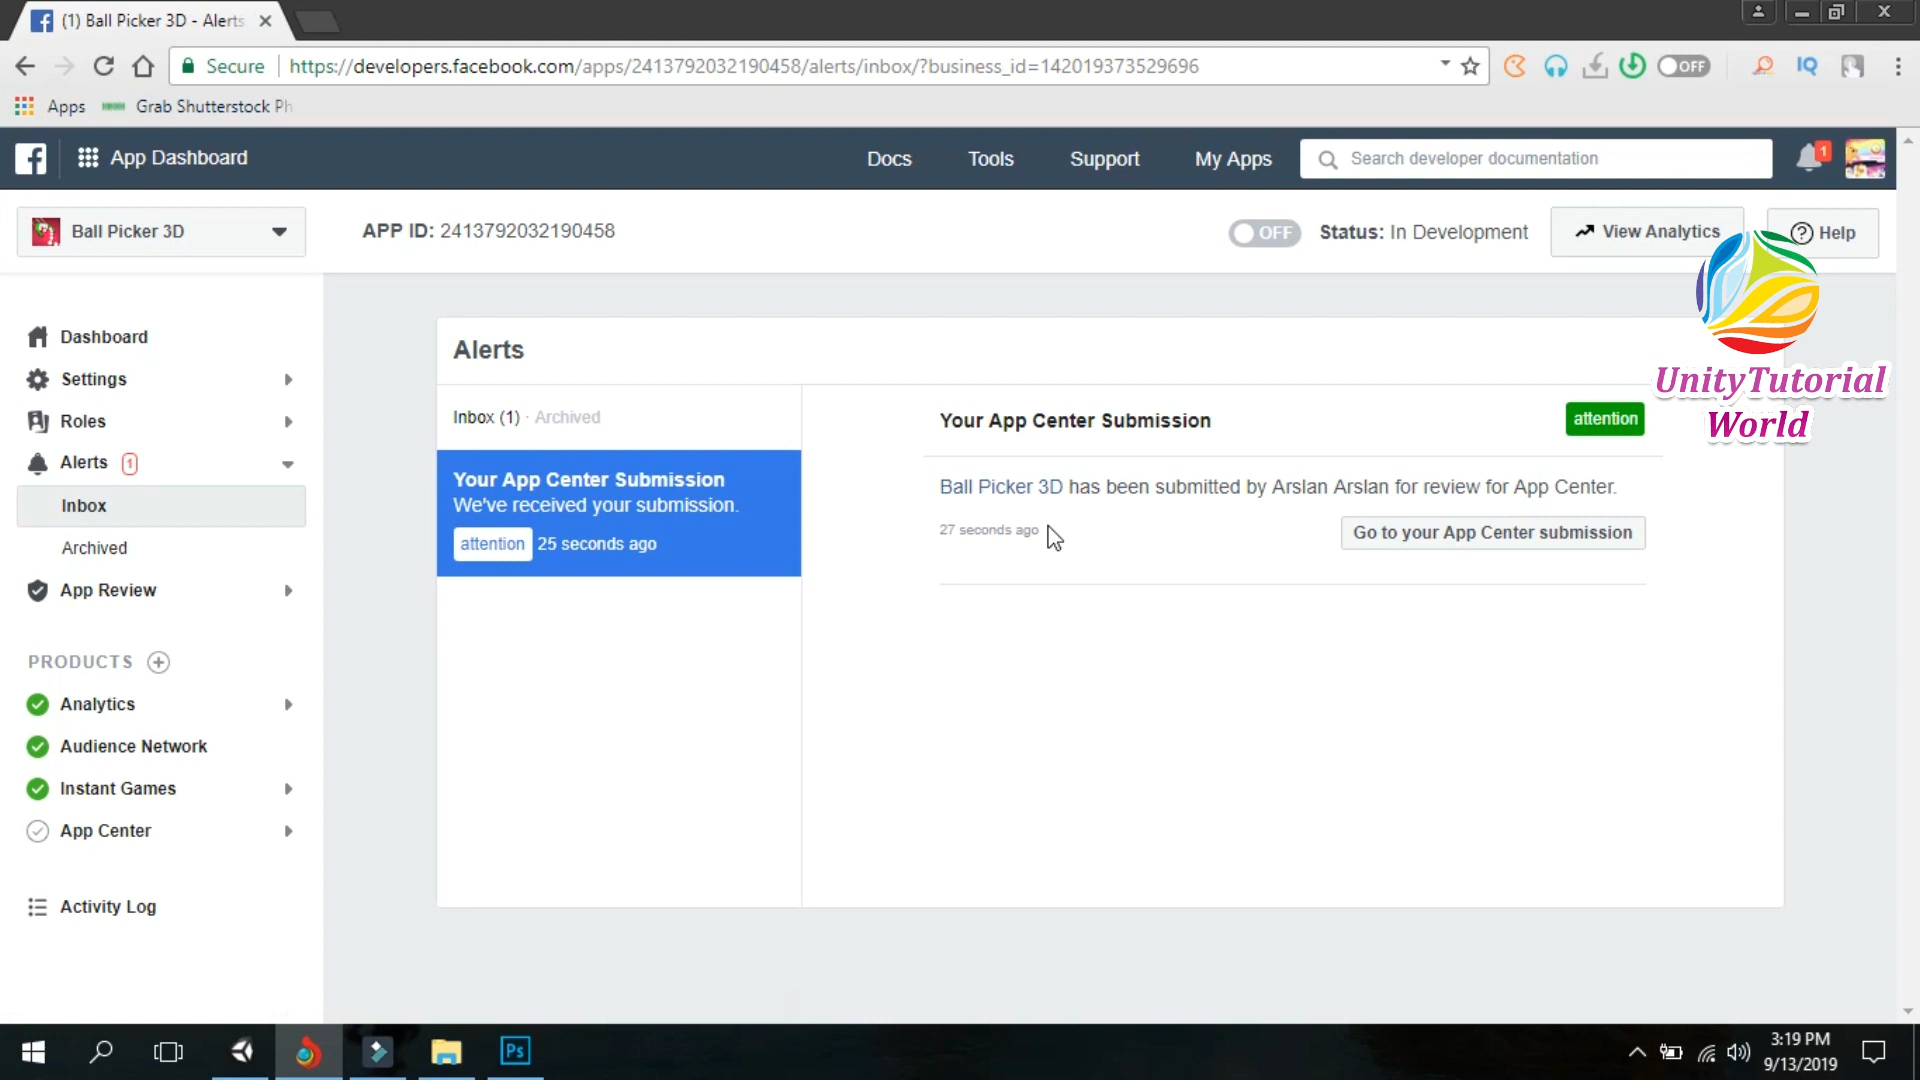 (1) Ball Picker 3D - Alerts
Secure
https://developers.facebook.com/apps/2413792032190458/alerts/inbox/?business_id=142019373529696
OFF
IQ
Apps
Grab Shutterstock Ph
App Dashboard
Docs
Tools
Support
My Apps
Search developer documentation
1
Ball Picker 3D
APP ID: 2413792032190458
OFF
Status: In Development
View Analytics
Help
UnityTutorial
World
Dashboard
Settings
Roles
Alerts 1
Inbox
Archived
App Review
PRODUCTS
Analytics
Audience Network
Instant Games
App Center
Activity Log
Alerts
Inbox (1) · Archived
Your App Center Submission
We've received your submission.
attention 25 seconds ago
Your App Center Submission
attention
Ball Picker 3D has been submitted by Arslan Arslan for review for App Center.
27 seconds ago
Go to your App Center submission
Ps
3:19 PM
9/13/2019